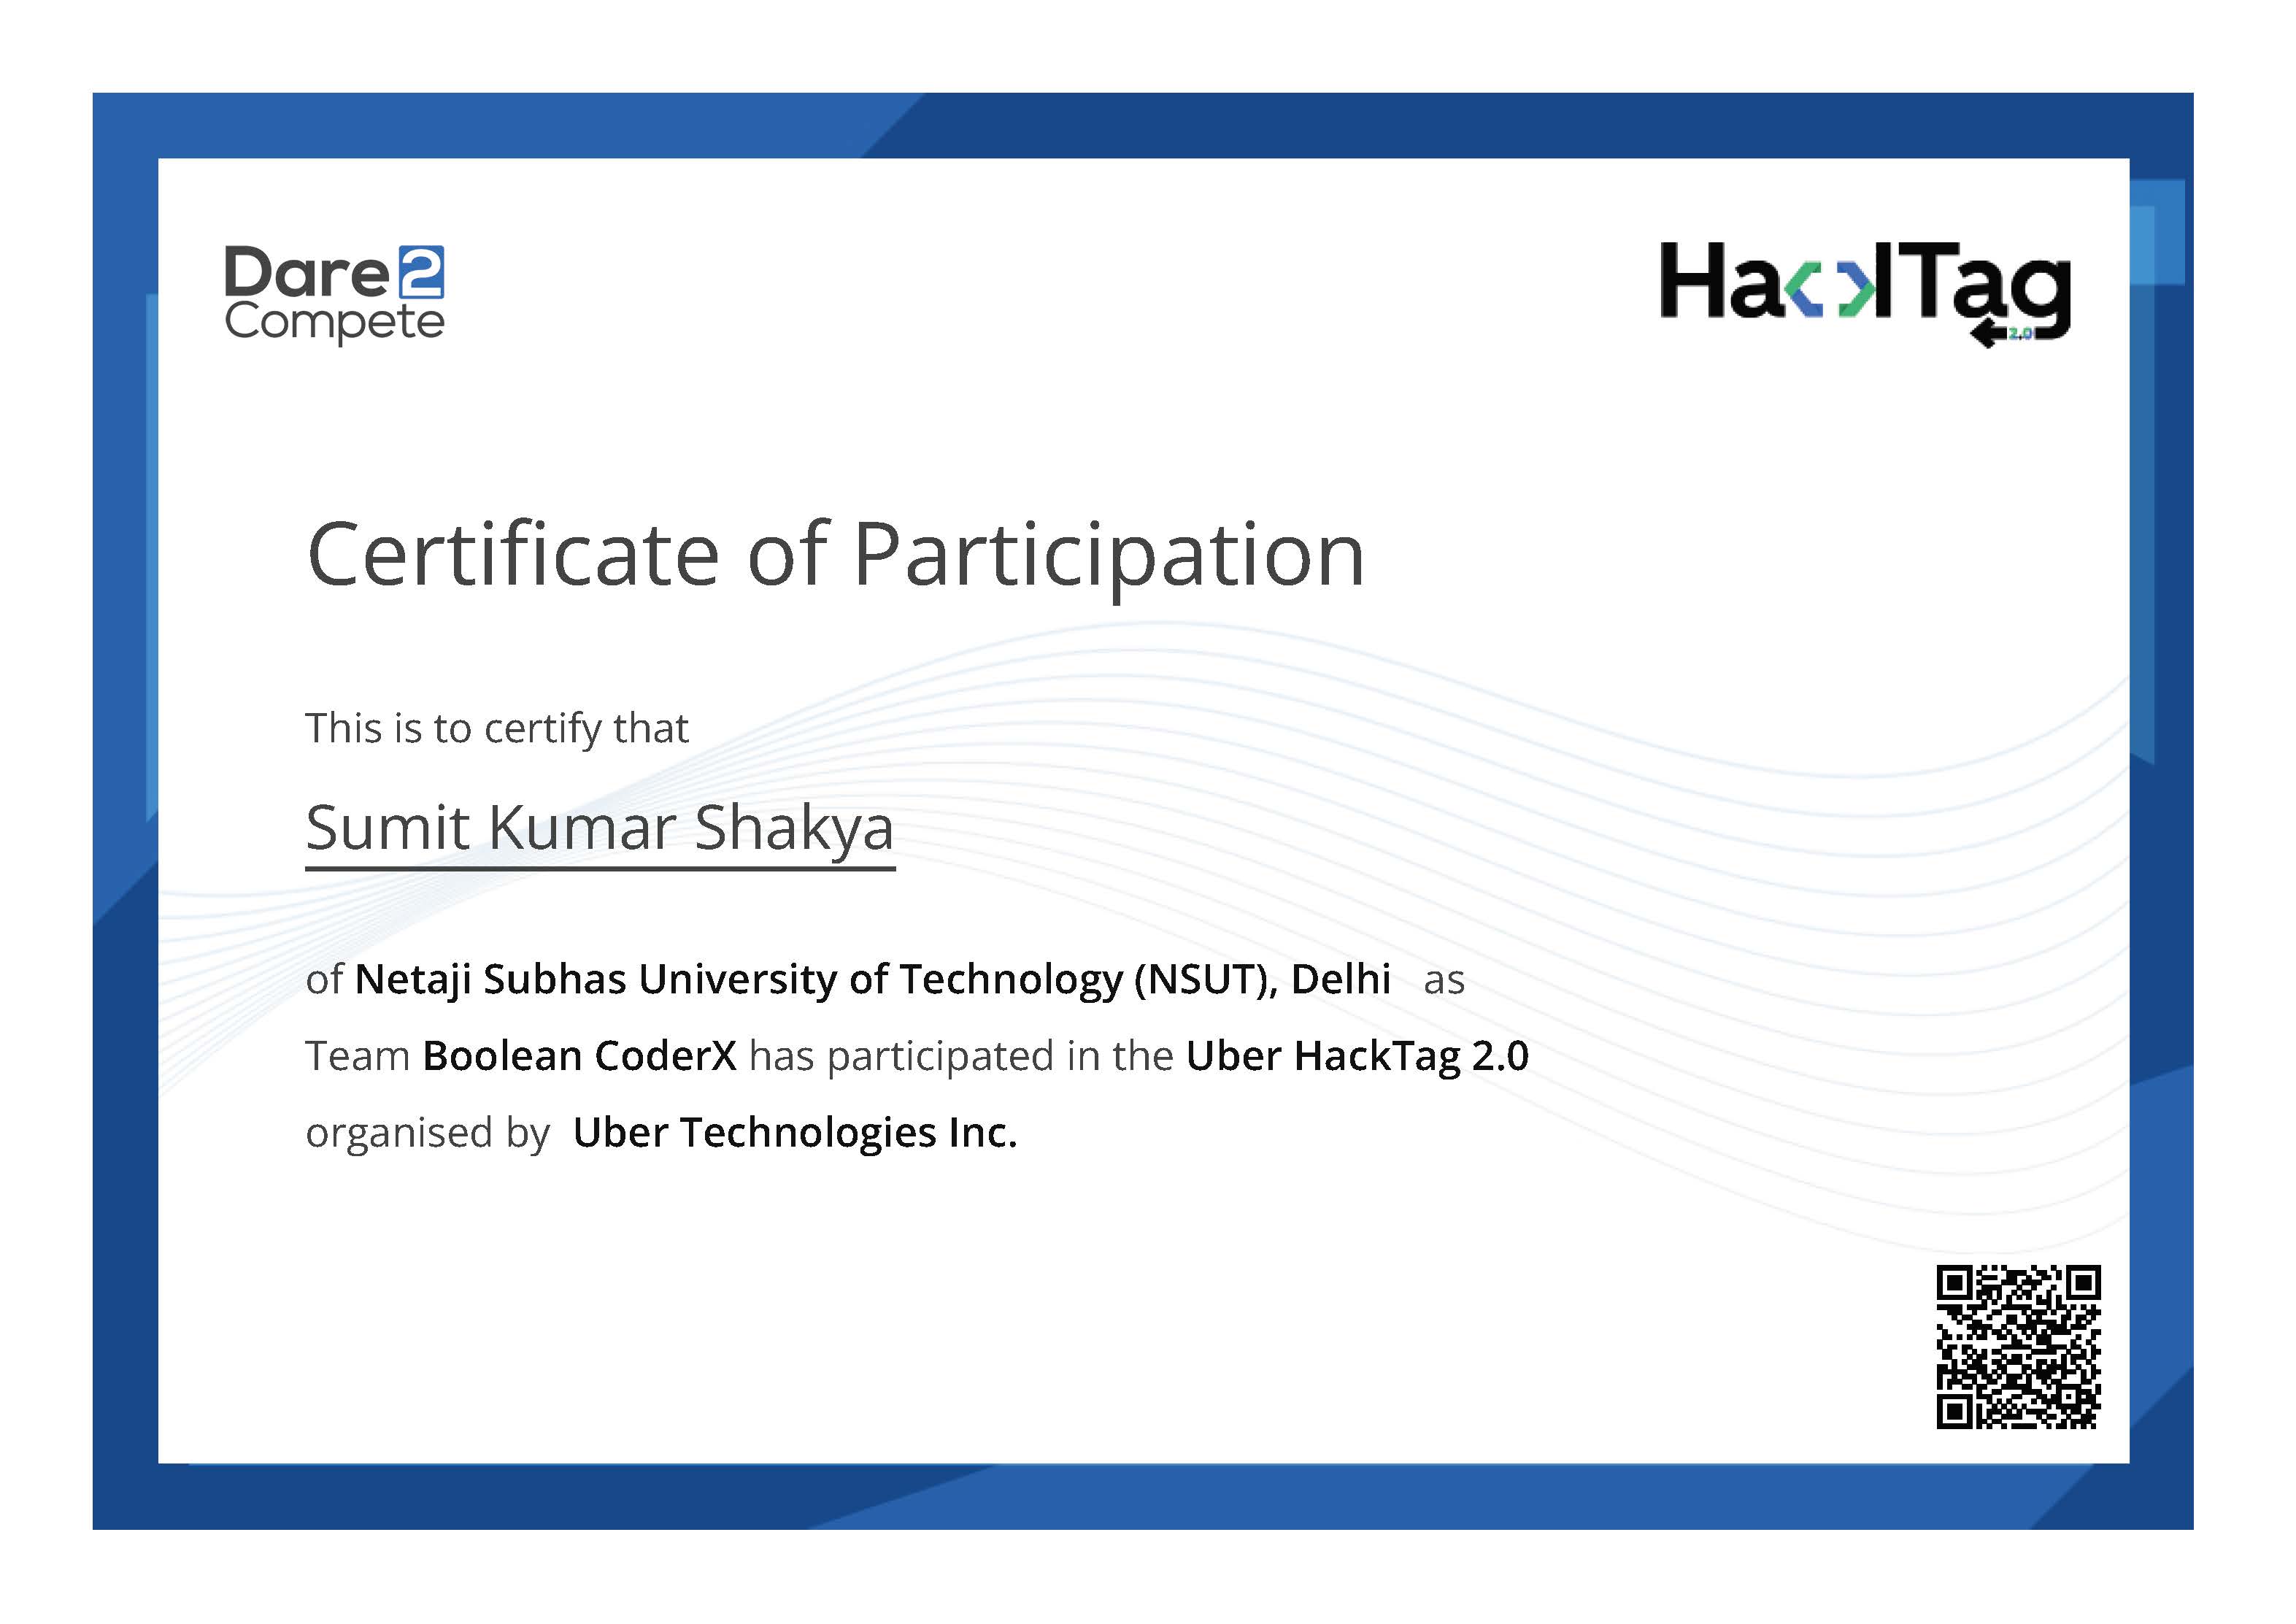 Dare2
Compete
HackTag
2.0
Certificate of Participation
This is to certify that
Sumit Kumar Shakya
of Netaji Subhas University of Technology (NSUT), Delhi as
Team Boolean CoderX has participated in the Uber HackTag 2.0
organised by Uber Technologies Inc.